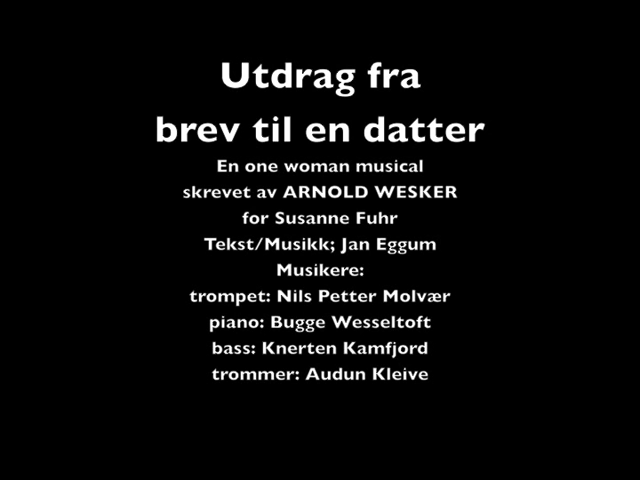 Utdrag fra
brev til en datter
En one woman musical
skrevet av ARNOLD WESKER
for Susanne Fuhr
Tekst/Musikk; Jan Eggum
Musikere:
trompet: Nils Petter Molvær
piano: Bugge Wesseltoft
bass: Knerten Kamfjord
trommer: Audun Kleive